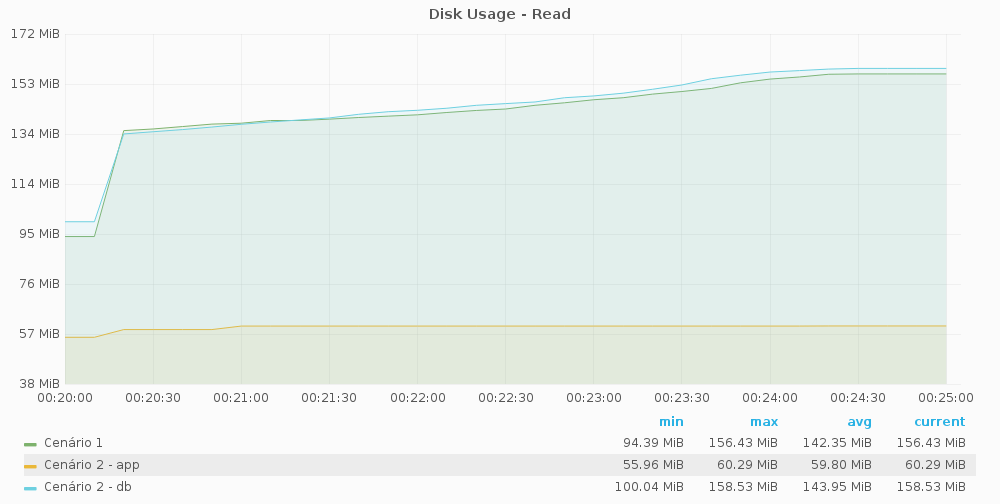 Disk Usage - Read
172 MiB
153 MiB
134 MiB
114 MiB
95 MiB
76 MiB
57 MiB
38 MiB
00:20:00 00:20:30 00:21:00 00:21:30 00:22:00 00:22:30 00:23:00 00:23:30 00:24:00 00:24:30 00:25:00
min max avg current
Cenário 1 94.39 MiB 156.43 MiB 142.35 MiB 156.43 MiB
Cenário 2 - app 55.96 MiB 60.29 MiB 59.80 MiB 60.29 MiB
Cenário 2 - db 100.04 MiB 158.53 MiB 143.95 MiB 158.53 MiB